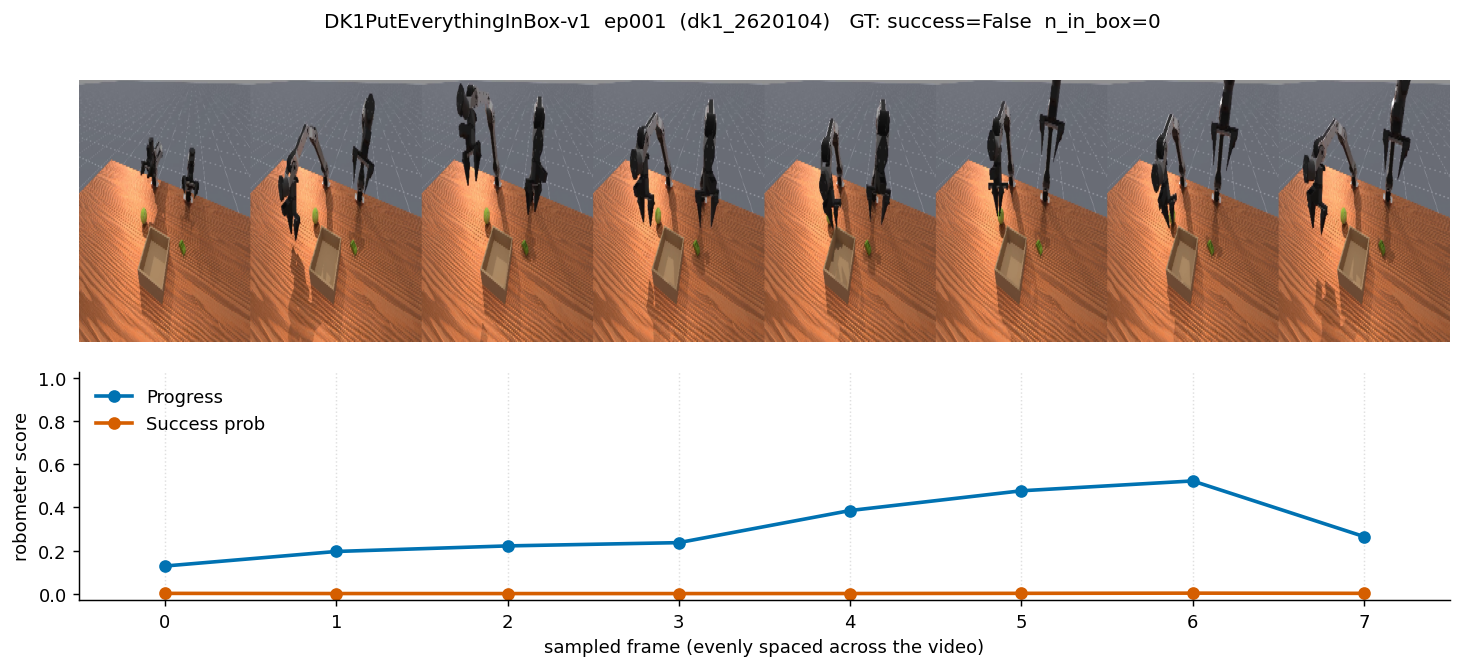 DK1PutEverythingInBox-v1 ep001 (dk1_2620104) GT: success=False n_in_box=0
1.0
0.8
0.6
0.4
0.2
0.0
robometer score
Progress
Success prob
0 1 2 3 4 5 6 7
sampled frame (evenly spaced across the video)